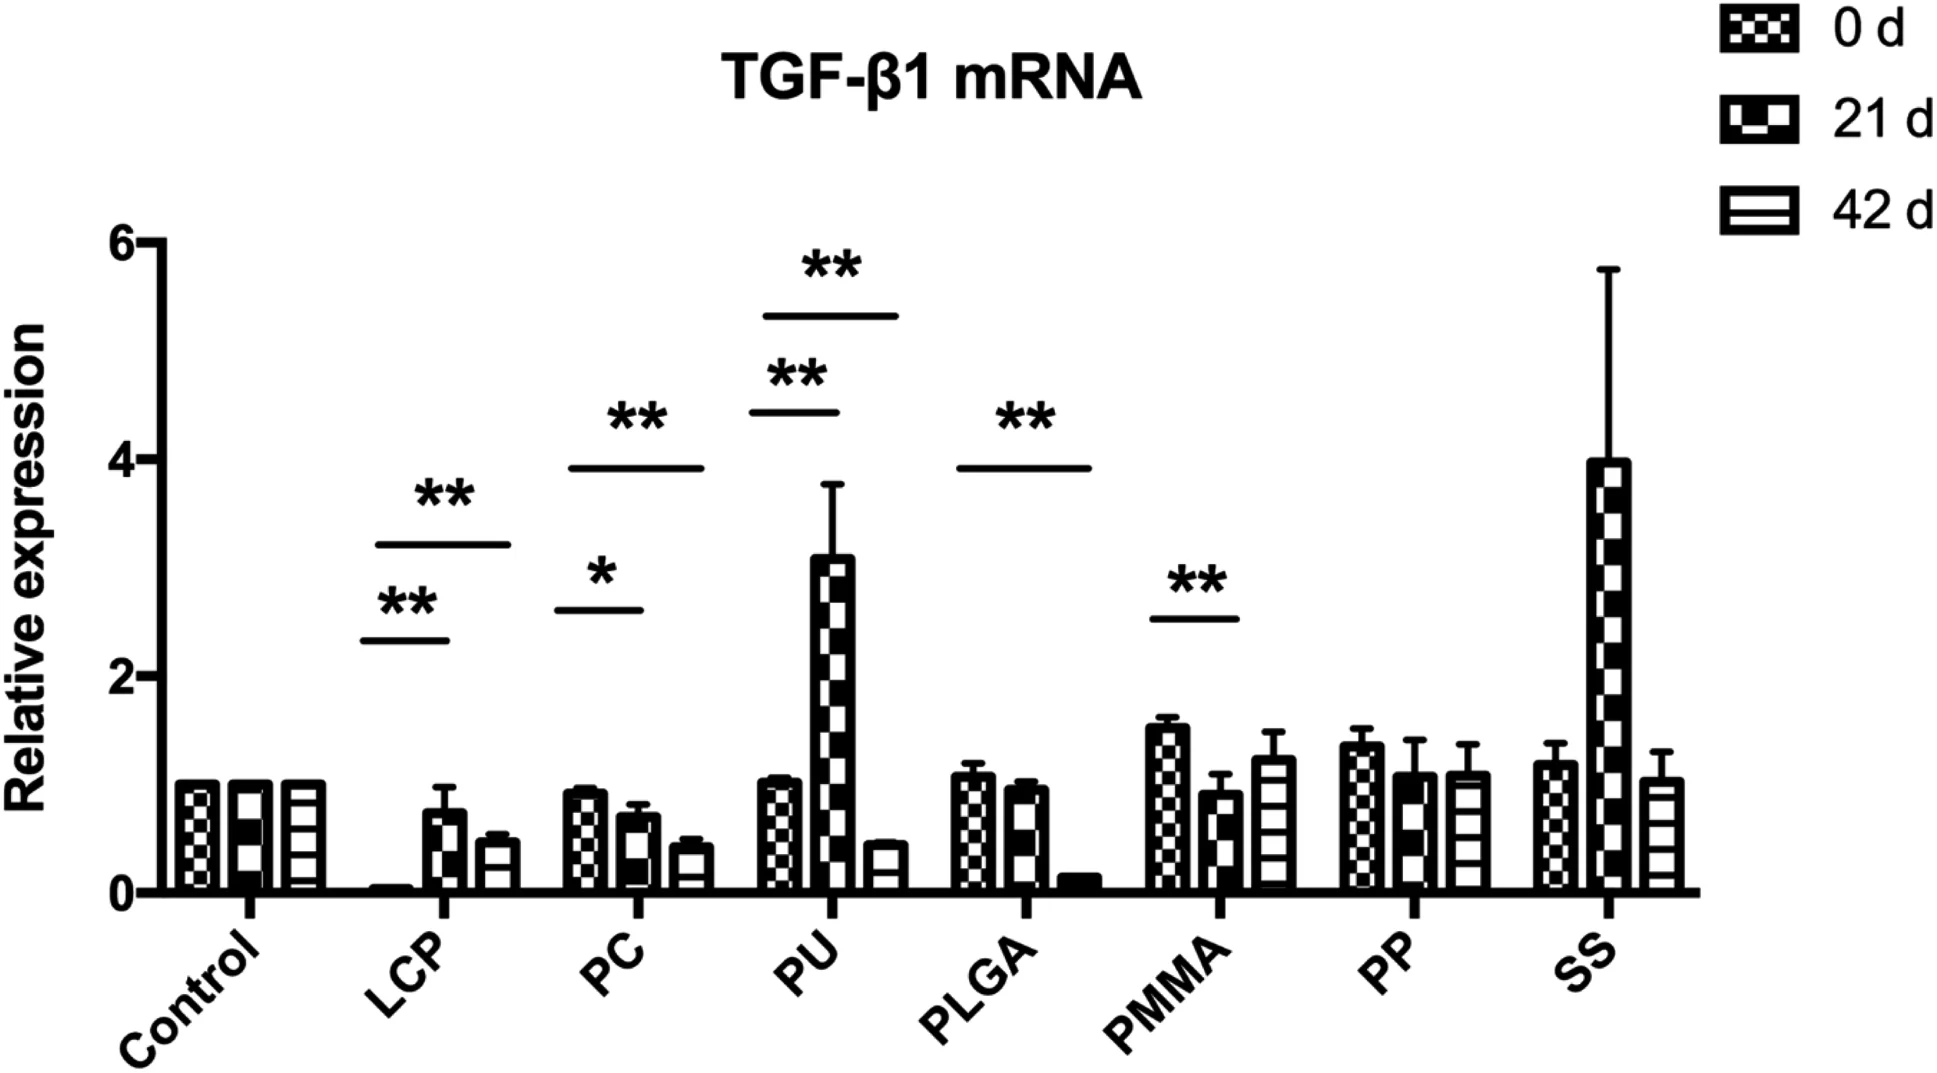 TGF-β1 mRNA
0 d
21 d
42 d
Relative expression
6
4
2
0
**
**
**
*
**
**
**
**
Control
LCP
PC
PU
PLGA
PMMA
PP
SS